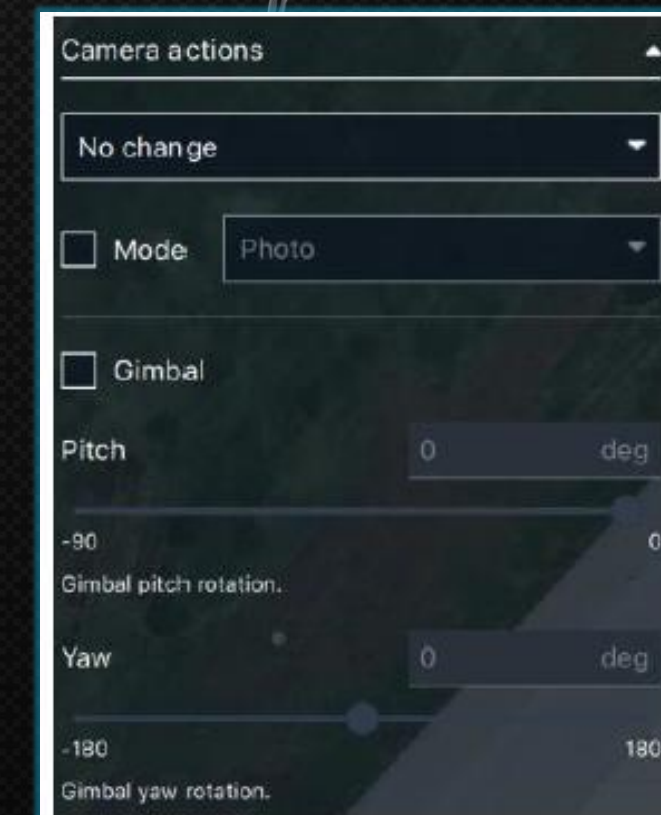 Camera actions
No change
Mode Photo
Gimbal
Pitch 0 deg
-90 0
Gimbal pitch rotation.
Yaw 0 deg
-180 180
Gimbal yaw rotation.